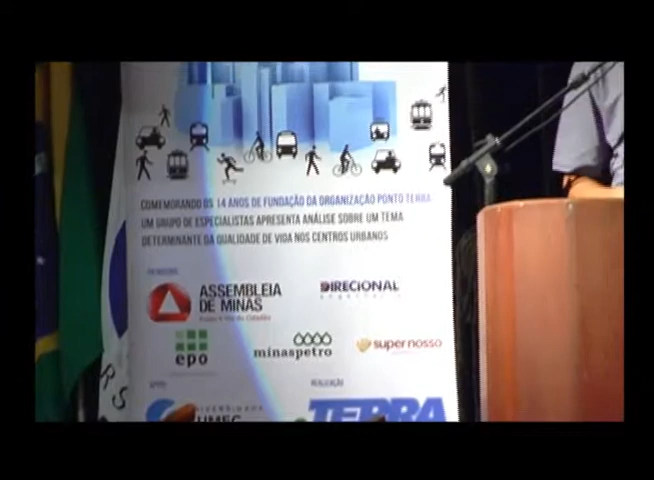 COMEMORANDO OS 14 ANOS DE FUNDAÇÃO DA ORGANIZAÇÃO PONTO TERRA
UM GRUPO DE ESPECIALISTAS APRESENTA ANÁLISE SOBRE UM TEMA
DETERMINANTE DA QUALIDADE DE VIDA NOS CENTROS URBANOS
ASSEMBLEIA
DE MINAS
DIRECIONAL
epo
minaspetro
super nosso
REALIZAÇÃO
TERRA